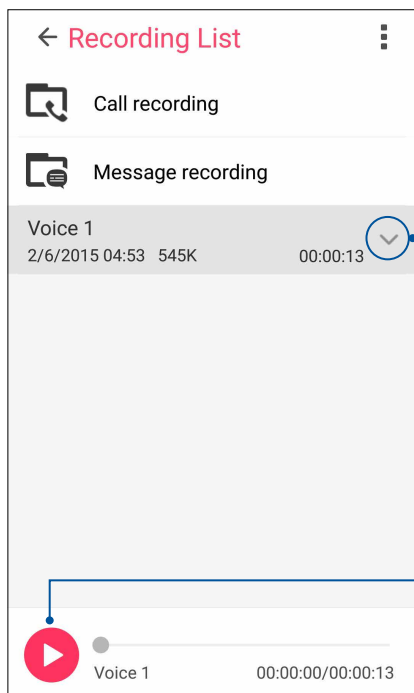 Recording List
Call recording
Message recording
Voice 1
2/6/2015 04:53 545K 00:00:13
Voice 1 00:00:00/00:00:13